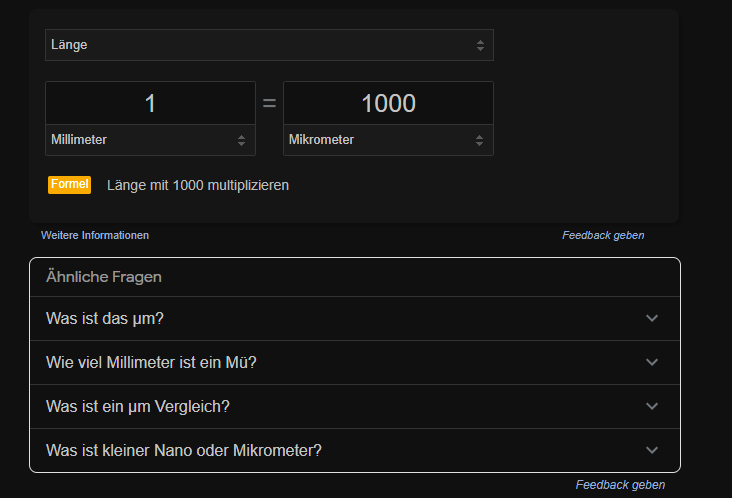 Länge
1 = 1000
Millimeter Mikrometer
Formel Länge mit 1000 multiplizieren
Weitere Informationen Feedback geben
Ähnliche Fragen
Was ist das μm?
Wie viel Millimeter ist ein Mü?
Was ist ein μm Vergleich?
Was ist kleiner Nano oder Mikrometer?
Feedback geben